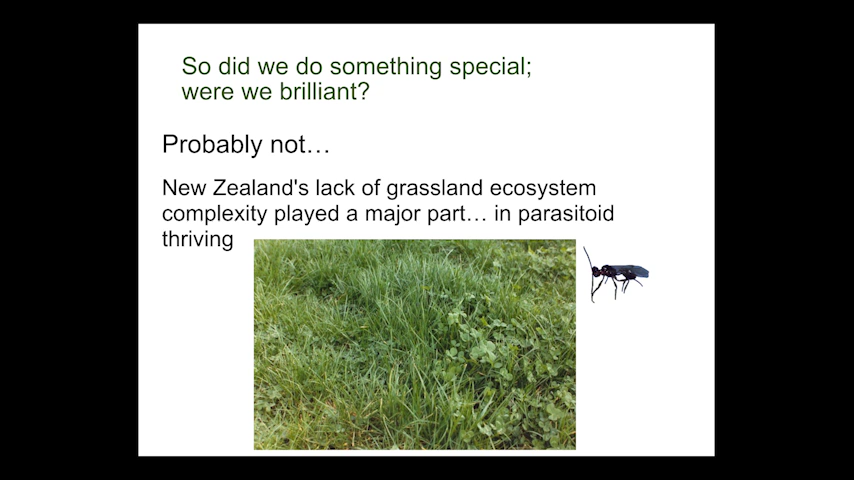 So did we do something special;
were we brilliant?
Probably not…
New Zealand's lack of grassland ecosystem
complexity played a major part… in parasitoid
thriving